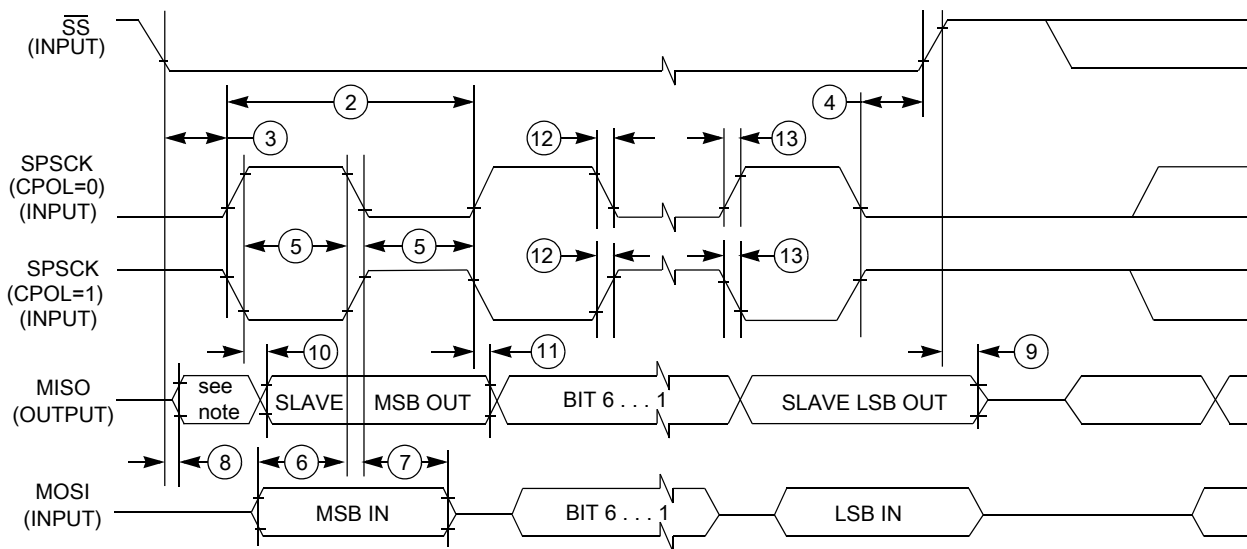 SS
(INPUT)
2
4
3
12
13
SPSCK
(CPOL=0)
(INPUT)
5
5
SPSCK
(CPOL=1)
(INPUT)
12
13
10
11
9
MISO
(OUTPUT)
see
note
SLAVE
MSB OUT
BIT 6 . . . 1
SLAVE LSB OUT
8
6
7
MOSI
(INPUT)
MSB IN
BIT 6 . . . 1
LSB IN